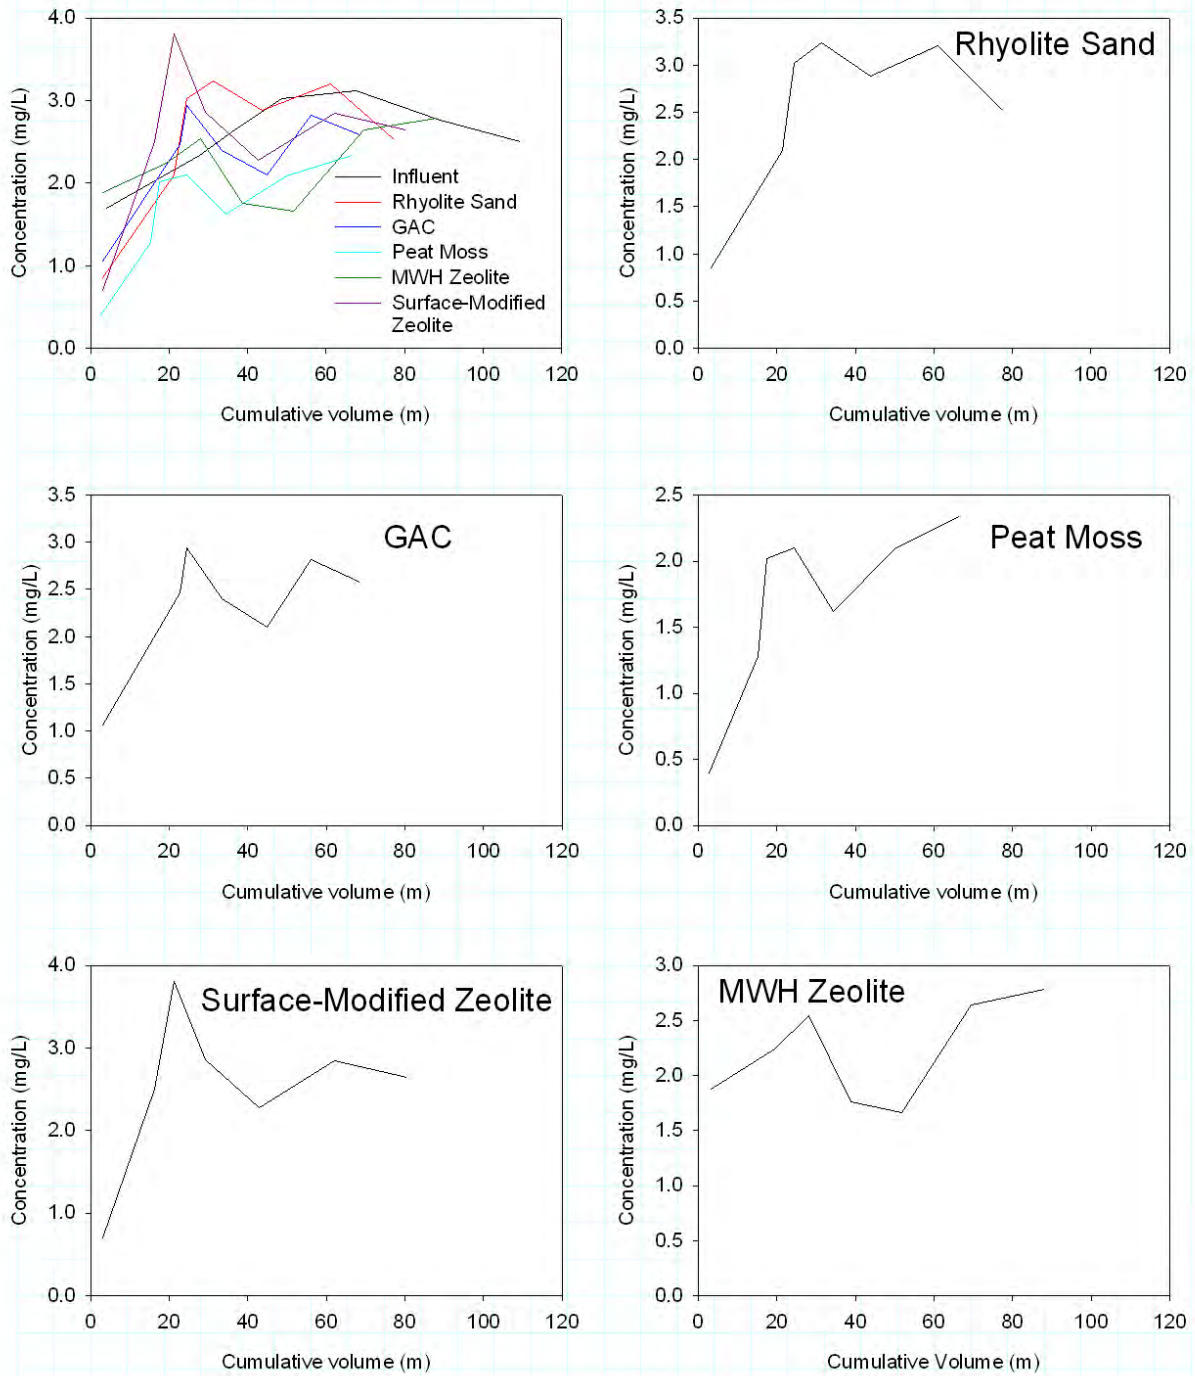 Concentration (mg/L)
4.0
3.0
2.0
1.0
0.0
Influent
Rhyolite Sand
GAC
Peat Moss
MWH Zeolite
Surface-Modified
Zeolite
0 20 40 60 80 100 120
Cumulative volume (m)
Concentration (mg/L)
3.5
3.0
2.5
2.0
1.5
1.0
0.5
0.0
Rhyolite Sand
0 20 40 60 80 100 120
Cumulative volume (m)
Concentration (mg/L)
3.5
3.0
2.5
2.0
1.5
1.0
0.5
0.0
GAC
0 20 40 60 80 100 120
Cumulative volume (m)
Concentration (mg/L)
2.5
2.0
1.5
1.0
0.5
0.0
Peat Moss
0 20 40 60 80 100 120
Cumulative volume (m)
Concentration (mg/L)
4.0
3.0
2.0
1.0
0.0
Surface-Modified Zeolite
0 20 40 60 80 100 120
Cumulative volume (m)
Concentration (mg/L)
3.0
2.5
2.0
1.5
1.0
0.5
0.0
MWH Zeolite
0 20 40 60 80 100 120
Cumulative Volume (m)